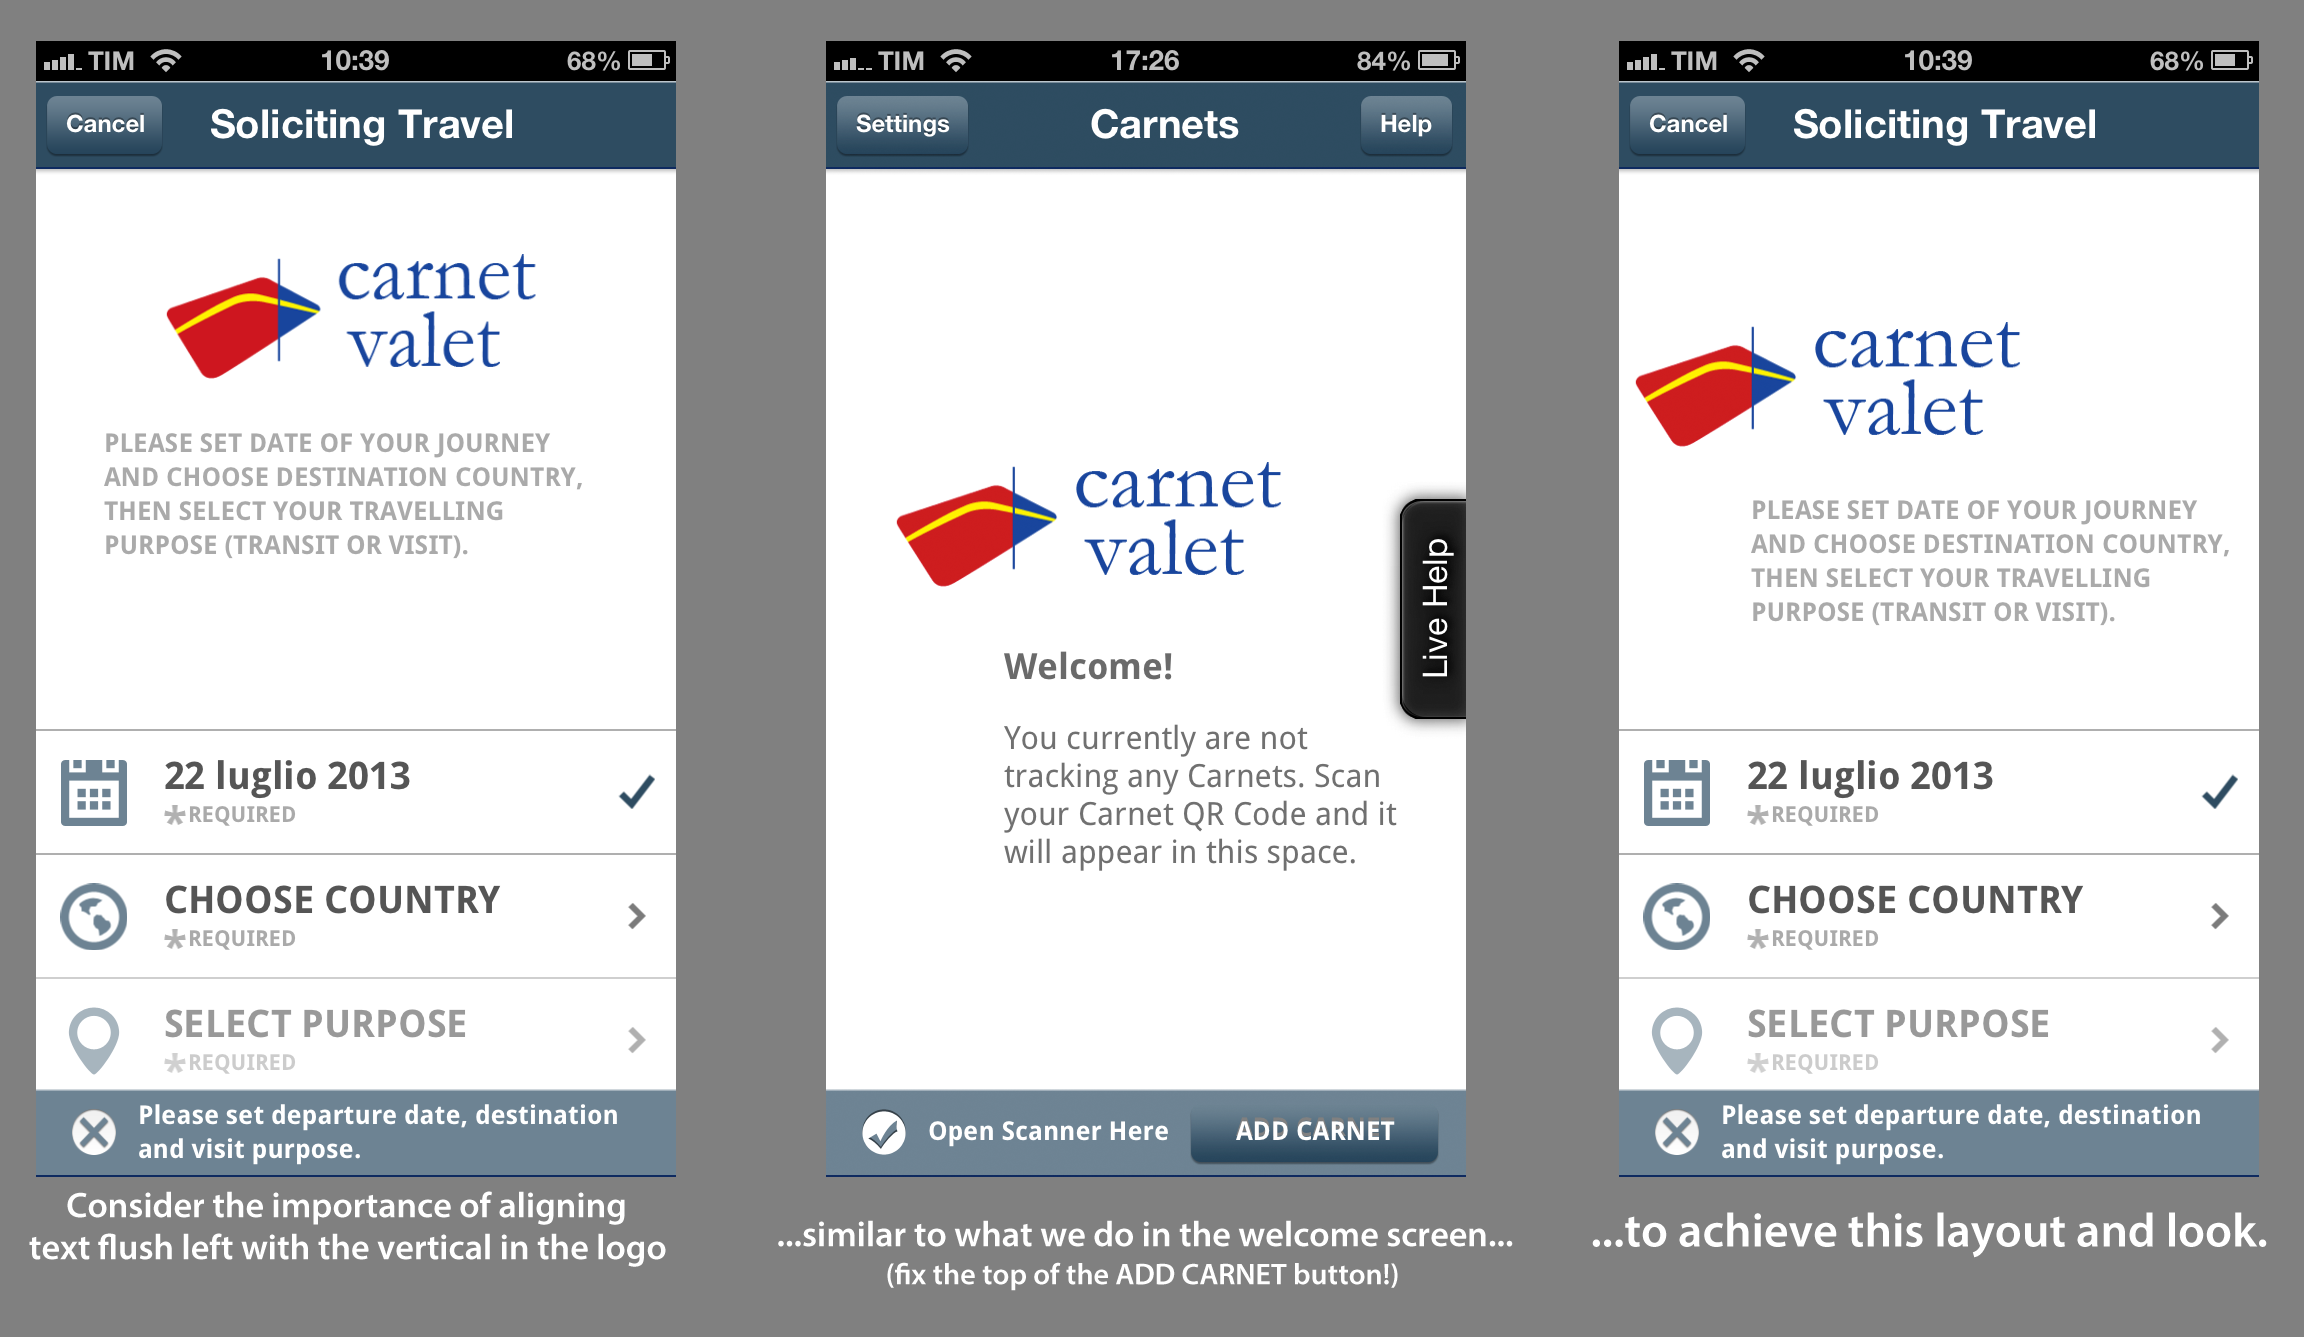 TIM 10:39 68%
Cancel Soliciting Travel
carnet
valet
PLEASE SET DATE OF YOUR JOURNEY
AND CHOOSE DESTINATION COUNTRY,
THEN SELECT YOUR TRAVELLING
PURPOSE (TRANSIT OR VISIT).
22 luglio 2013
*REQUIRED
CHOOSE COUNTRY
*REQUIRED
SELECT PURPOSE
*REQUIRED
Please set departure date, destination
and visit purpose.
Consider the importance of aligning
text flush left with the vertical in the logo
TIM 17:26 84%
Settings Carnets Help
carnet
valet
Live Help
Welcome!
You currently are not
tracking any Carnets. Scan
your Carnet QR Code and it
will appear in this space.
Open Scanner Here ADD CARNET
...similar to what we do in the welcome screen...
(fix the top of the ADD CARNET button!)
TIM 10:39 68%
Cancel Soliciting Travel
carnet
valet
PLEASE SET DATE OF YOUR JOURNEY
AND CHOOSE DESTINATION COUNTRY,
THEN SELECT YOUR TRAVELLING
PURPOSE (TRANSIT OR VISIT).
22 luglio 2013
*REQUIRED
CHOOSE COUNTRY
*REQUIRED
SELECT PURPOSE
*REQUIRED
Please set departure date, destination
and visit purpose.
...to achieve this layout and look.